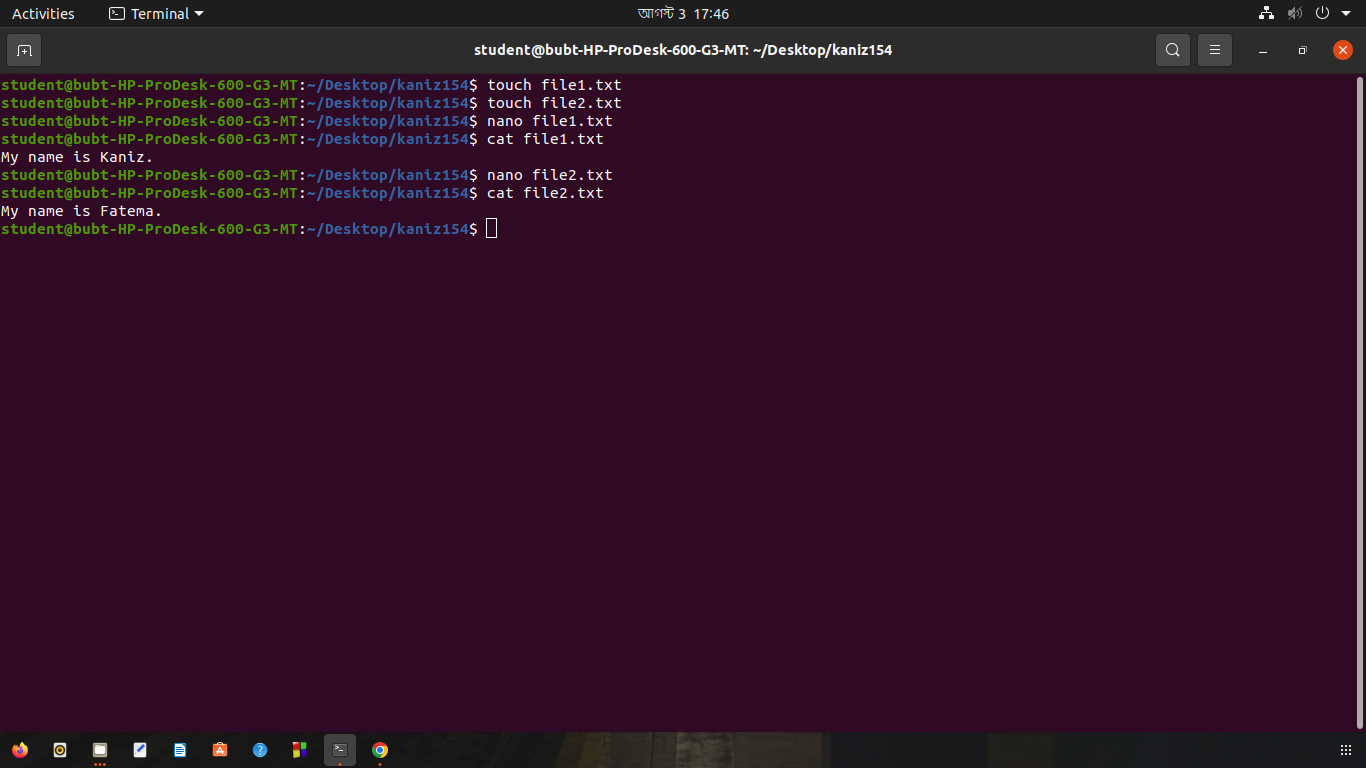 Activities Terminal আগস্ট 3 17:46
student@bubt-HP-ProDesk-600-G3-MT: ~/Desktop/kaniz154
student@bubt-HP-ProDesk-600-G3-MT:~/Desktop/kaniz154$ touch file1.txt
student@bubt-HP-ProDesk-600-G3-MT:~/Desktop/kaniz154$ touch file2.txt
student@bubt-HP-ProDesk-600-G3-MT:~/Desktop/kaniz154$ nano file1.txt
student@bubt-HP-ProDesk-600-G3-MT:~/Desktop/kaniz154$ cat file1.txt
My name is Kaniz.
student@bubt-HP-ProDesk-600-G3-MT:~/Desktop/kaniz154$ nano file2.txt
student@bubt-HP-ProDesk-600-G3-MT:~/Desktop/kaniz154$ cat file2.txt
My name is Fatema.
student@bubt-HP-ProDesk-600-G3-MT:~/Desktop/kaniz154$